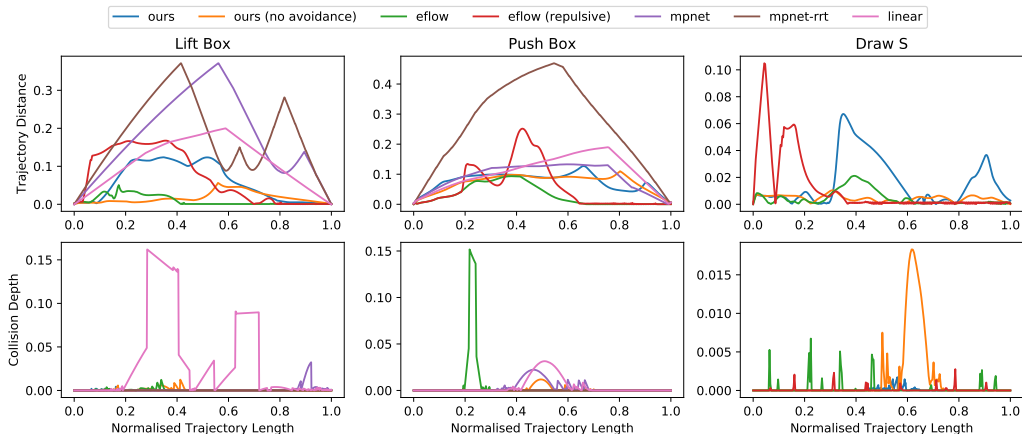 ours ours (no avoidance) eflow eflow (repulsive) mpnet mpnet-rrt linear
Lift Box Push Box Draw S
Trajectory Distance
0.3
0.2
0.1
0.0
0.0 0.2 0.4 0.6 0.8 1.0
0.4
0.3
0.2
0.1
0.0
0.0 0.2 0.4 0.6 0.8 1.0
0.10
0.08
0.06
0.04
0.02
0.00
0.0 0.2 0.4 0.6 0.8 1.0
Collision Depth
0.15
0.10
0.05
0.00
0.0 0.2 0.4 0.6 0.8 1.0
Normalised Trajectory Length
0.15
0.10
0.05
0.00
0.0 0.2 0.4 0.6 0.8 1.0
Normalised Trajectory Length
0.015
0.010
0.005
0.000
0.0 0.2 0.4 0.6 0.8 1.0
Normalised Trajectory Length